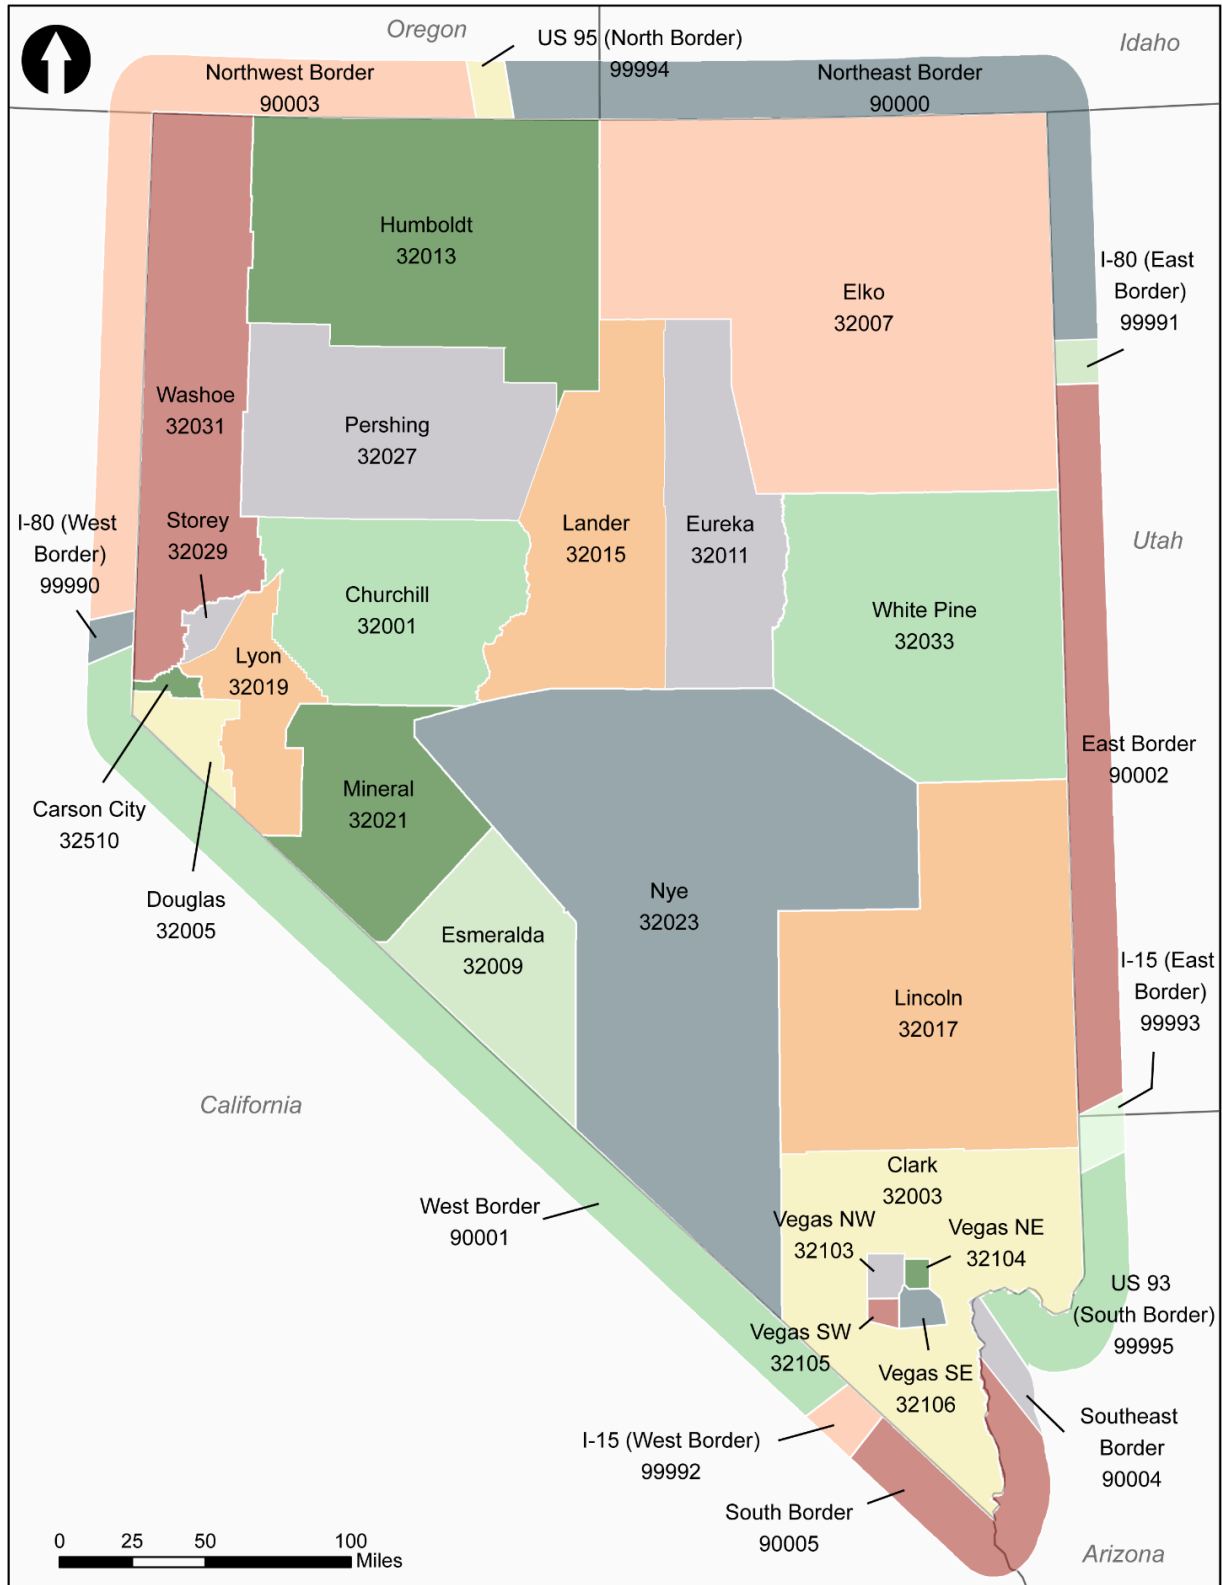 Oregon
US 95 (North Border)
99994
Idaho
Northwest Border
90003
Northeast Border
90000
Humboldt
32013
I-80 (East
Border)
99991
Elko
32007
Washoe
32031
Pershing
32027
I-80 (West
Border)
99990
Storey
32029
Lander
32015
Eureka
32011
Utah
Churchill
32001
White Pine
32033
Lyon
32019
East Border
90002
Mineral
32021
Carson City
32510
Douglas
32005
Nye
32023
Esmeralda
32009
I-15 (East
Border)
99993
Lincoln
32017
California
Clark
32003
West Border
90001
Vegas NW
32103
Vegas NE
32104
US 93
(South Border)
99995
Vegas SW
32105
Vegas SE
32106
Southeast
Border
90004
I-15 (West Border)
99992
South Border
90005
0 25 50 100
Miles
Arizona